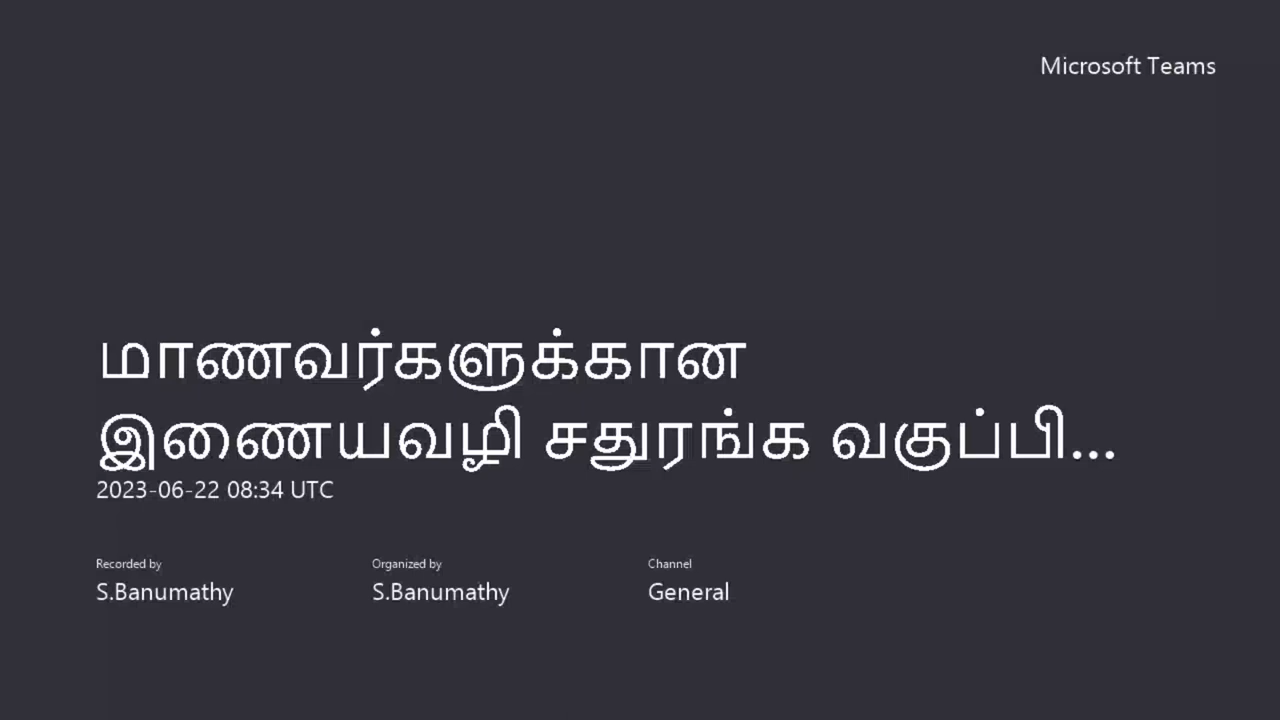 Microsoft Teams
மாணவர்களுக்கான
இணையவழி சதுரங்க வகுப்பி...
2023-06-22 08:34 UTC
Recorded by Organized by Channel
S.Banumathy S.Banumathy General